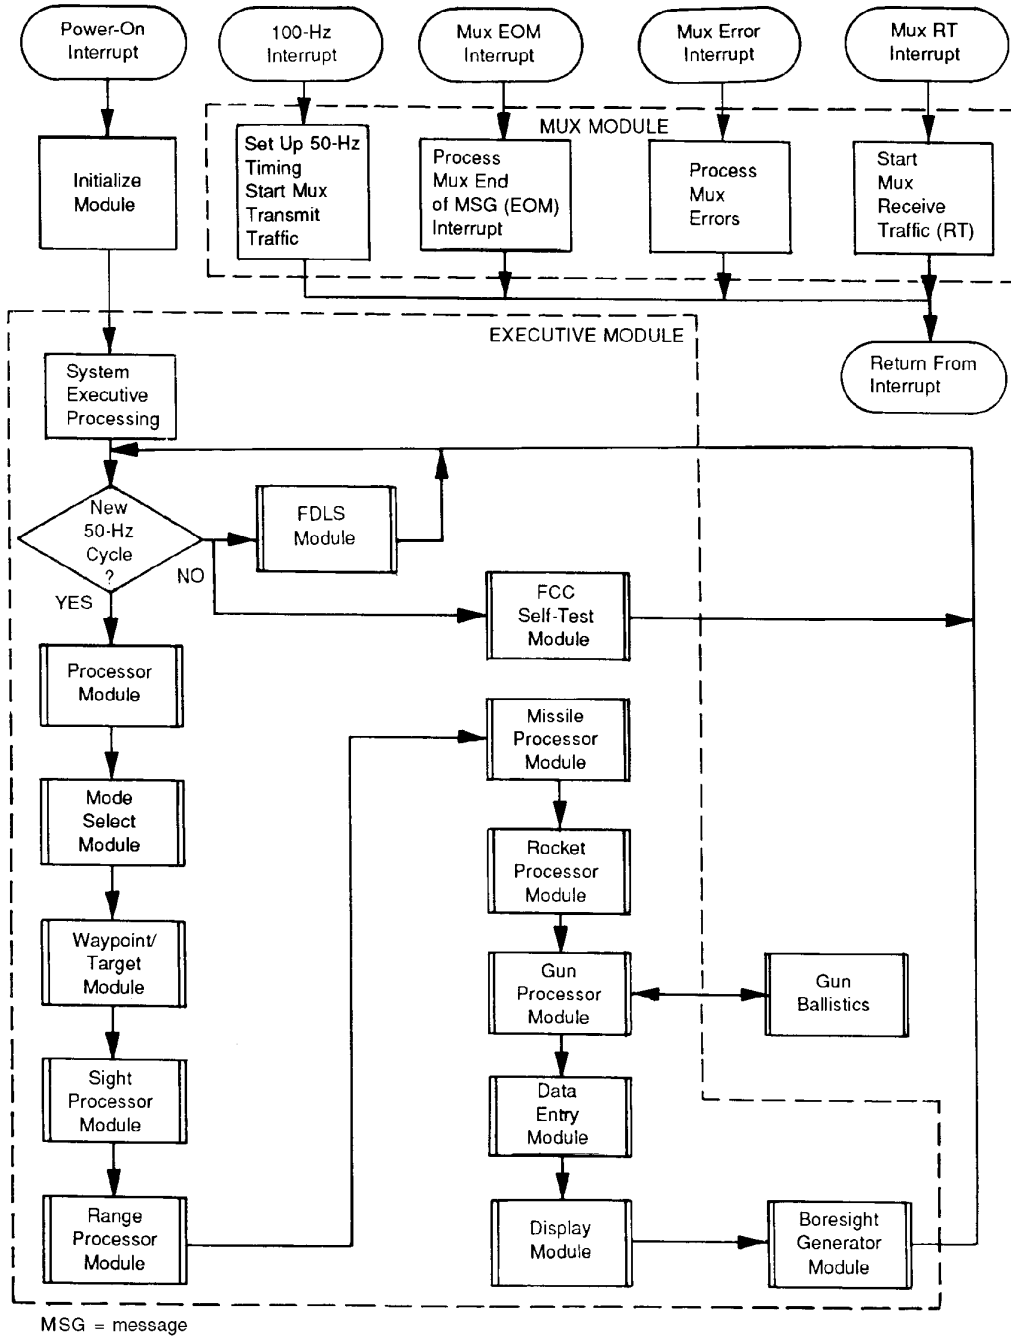 Power-On
Interrupt
100-Hz
Interrupt
Mux EOM
Interrupt
Mux Error
Interrupt
Mux RT
Interrupt
MUX MODULE
Initialize
Module
Set Up 50-Hz
Timing
Start Mux
Transmit
Traffic
Process
Mux End
of MSG (EOM)
Interrupt
Process
Mux
Errors
Start
Mux
Receive
Traffic (RT)
EXECUTIVE MODULE
Return From
Interrupt
System
Executive
Processing
New
50-Hz
Cycle
?
NO
YES
FDLS
Module
FCC
Self-Test
Module
Processor
Module
Mode
Select
Module
Waypoint/
Target
Module
Sight
Processor
Module
Range
Processor
Module
Missile
Processor
Module
Rocket
Processor
Module
Gun
Processor
Module
Gun
Ballistics
Data
Entry
Module
Display
Module
Boresight
Generator
Module
MSG = message